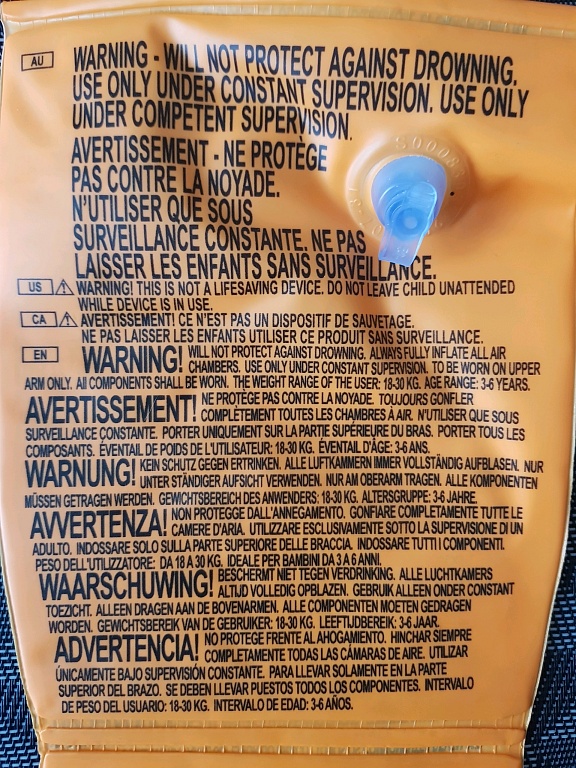 AU WARNING - WILL NOT PROTECT AGAINST DROWNING.
USE ONLY UNDER CONSTANT SUPERVISION. USE ONLY
UNDER COMPETENT SUPERVISION.
AVERTISSEMENT - NE PROTÈGE
PAS CONTRE LA NOYADE.
N'UTILISER QUE SOUS
SURVEILLANCE CONSTANTE. NE PAS
LAISSER LES ENFANTS SANS SURVEILLANCE.
US WARNING! THIS IS NOT A LIFESAVING DEVICE. DO NOT LEAVE CHILD UNATTENDED
WHILE DEVICE IS IN USE.
CA AVERTISSEMENT! CE N'EST PAS UN DISPOSITIF DE SAUVETAGE.
NE PAS LAISSER LES ENFANTS UTILISER CE PRODUIT SANS SURVEILLANCE.
EN WARNING! WILL NOT PROTECT AGAINST DROWNING. ALWAYS FULLY INFLATE ALL AIR
CHAMBERS. USE ONLY UNDER CONSTANT SUPERVISION. TO BE WORN ON UPPER
ARM ONLY. All COMPONENTS SHALL BE WORN. THE WEIGHT RANGE OF THE USER: 18-30 KG. AGE RANGE: 3-6 YEARS.
AVERTISSEMENT! NE PROTÈGE PAS CONTRE LA NOYADE. TOUJOURS GONFLER
COMPLÈTEMENT TOUTES LES CHAMBRES À AIR. N'UTILISER QUE SOUS
SURVEILLANCE CONSTANTE. PORTER UNIQUEMENT SUR LA PARTIE SUPÉRIEURE DU BRAS. PORTER TOUS LES
COMPOSANTS. ÉVENTAIL DE POIDS DE L'UTILISATEUR: 18-30 KG. ÉVENTAIL D'ÂGE: 3-6 ANS.
WARNUNG! KEIN SCHUTZ GEGEN ERTRINKEN. ALLE LUFTKAMMERN IMMER VOLLSTÄNDIG AUFBLASEN. NUR
UNTER STÄNDIGER AUFSICHT VERWENDEN. NUR AM OBERARM TRAGEN. ALLE KOMPONENTEN
MÜSSEN GETRAGEN WERDEN. GEWICHTSBEREICH DES ANWENDERS: 18-30 KG. ALTERSGRUPPE: 3-6 JAHRE.
AVVERTENZA! NON PROTEGGE DALL'ANNEGAMENTO. GONFIARE COMPLETAMENTE TUTTE LE
CAMERE D'ARIA. UTILIZZARE ESCLUSIVAMENTE SOTTO LA SUPERVISIONE DI UN
ADULTO. INDOSSARE SOLO SULLA PARTE SUPERIORE DELLE BRACCIA. INDOSSARE TUTTI I COMPONENTI.
PESO DELL'UTILIZZATORE: DA 18 A 30 KG. IDEALE PER BAMBINI DA 3 A 6 ANNI.
WAARSCHUWING! BESCHERMT NIET TEGEN VERDRINKING. ALLE LUCHTKAMERS
ALTIJD VOLLEDIG OPBLAZEN. GEBRUIK ALLEEN ONDER CONSTANT
TOEZICHT. ALLEEN DRAGEN AAN DE BOVENARMEN. ALLE COMPONENTEN MOETEN GEDRAGEN
WORDEN. GEWICHTSBEREIK VAN DE GEBRUIKER: 18-30 KG. LEEFTIJDBEREIK: 3-6 JAAR.
ADVERTENCIA! NO PROTEGE FRENTE AL AHOGAMIENTO. HINCHAR SIEMPRE
COMPLETAMENTE TODAS LAS CÁMARAS DE AIRE. UTILIZAR
ÚNICAMENTE BAJO SUPERVISIÓN CONSTANTE. PARA LLEVAR SOLAMENTE EN LA PARTE
SUPERIOR DEL BRAZO. SE DEBEN LLEVAR PUESTOS TODOS LOS COMPONENTES. INTERVALO
DE PESO DEL USUARIO: 18-30 KG. INTERVALO DE EDAD: 3-6 AÑOS.